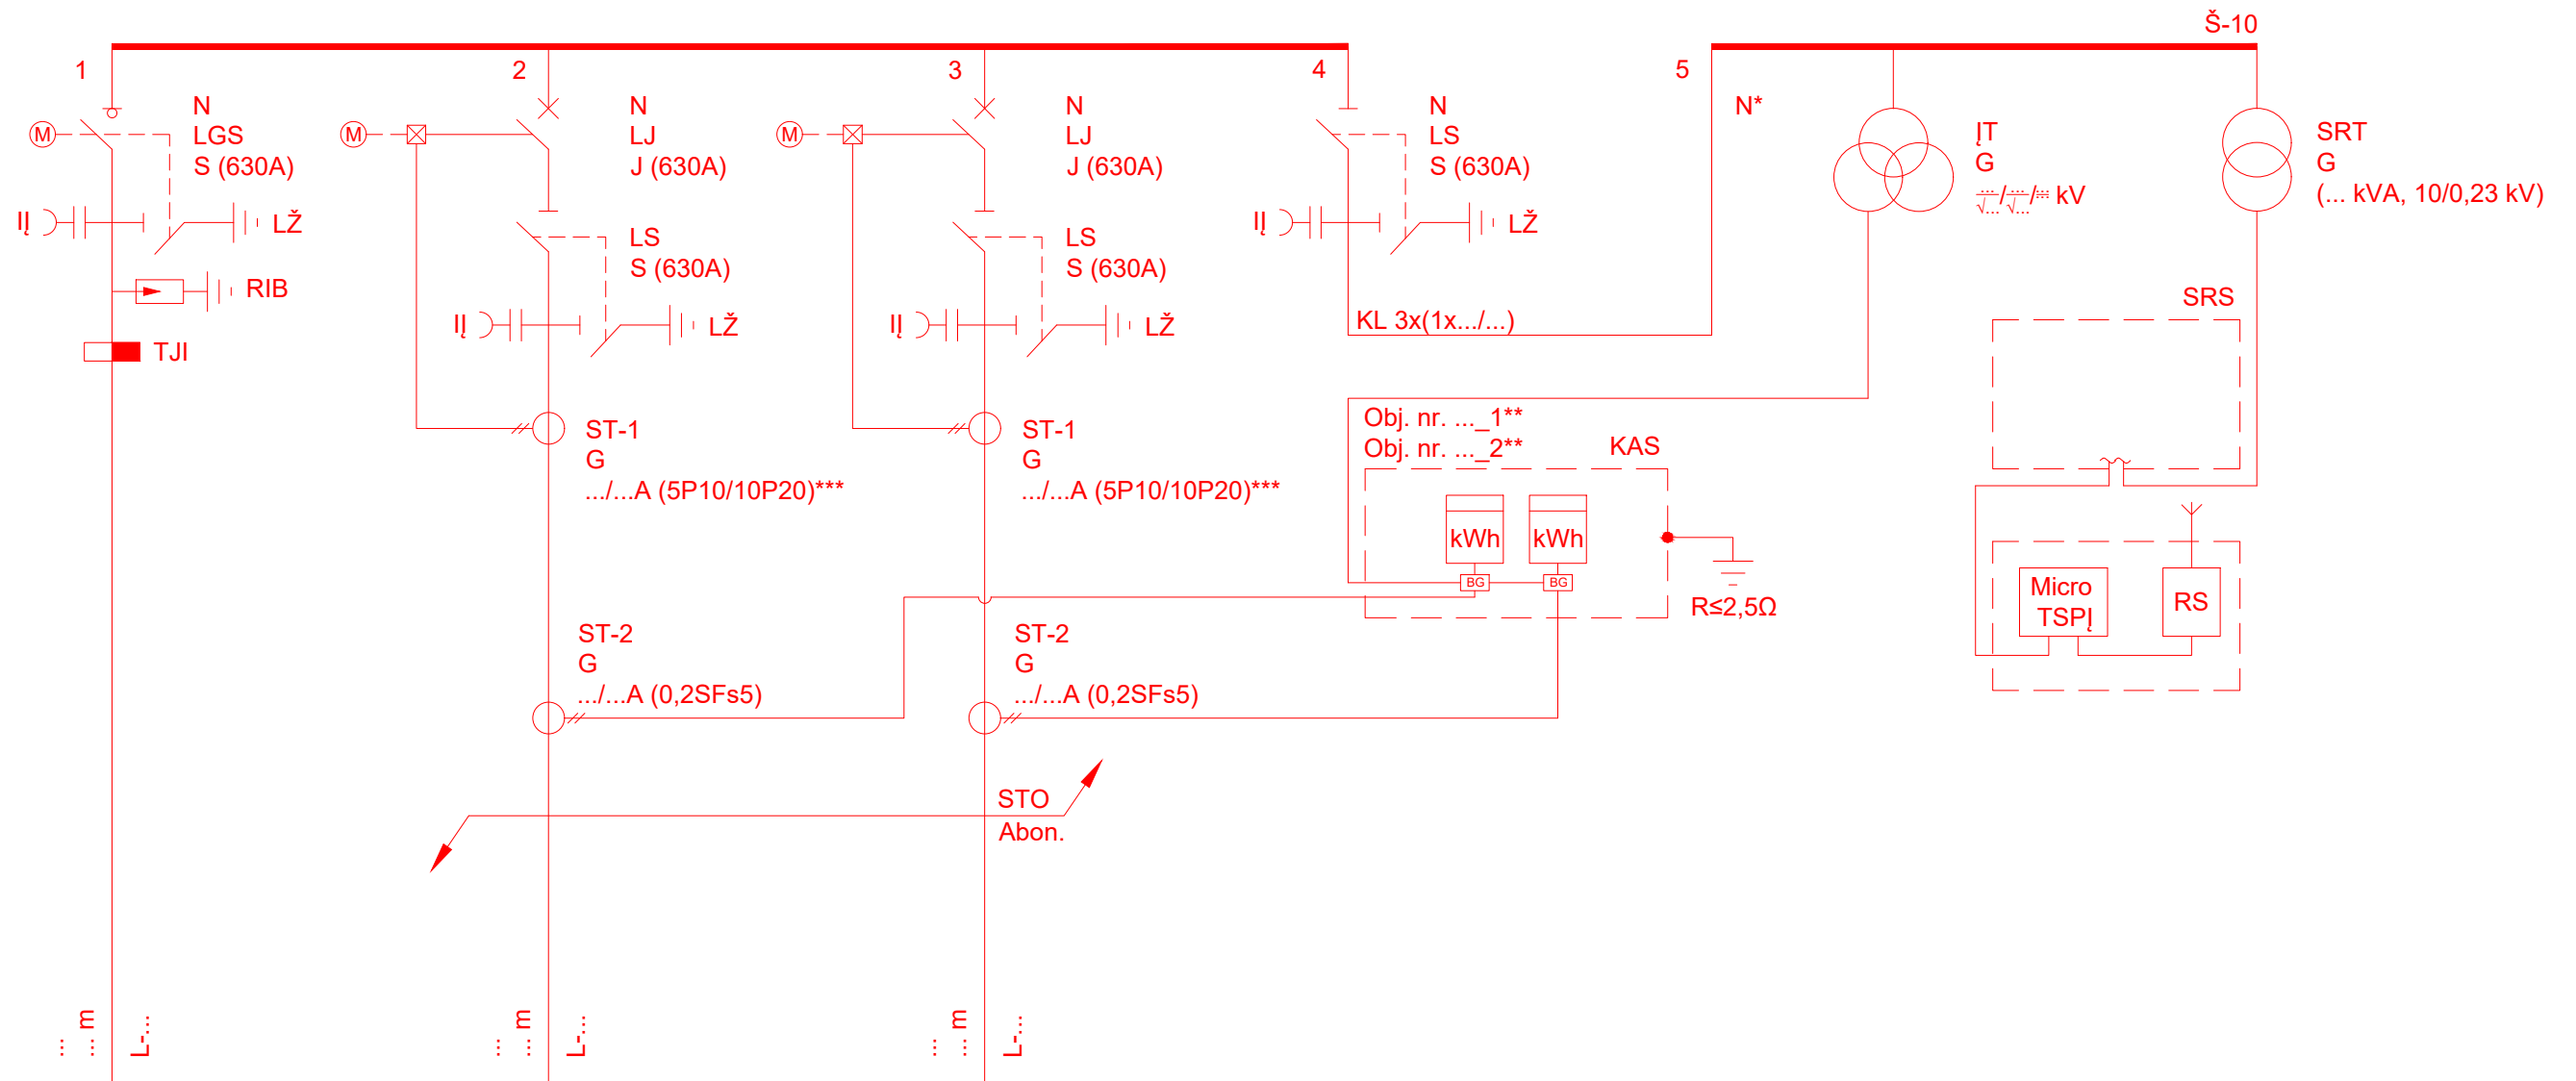 Š-10
1
N
LGS
S (630A)
M
IĮ
LŽ
RIB
TJI
... m
...
L-...
2
N
LJ
J (630A)
M
LS
S (630A)
IĮ
LŽ
ST-1
G
.../...A (5P10/10P20)***
ST-2
G
.../...A (0,2SFs5)
... m
...
L-...
3
N
LJ
J (630A)
M
LS
S (630A)
IĮ
LŽ
ST-1
G
.../...A (5P10/10P20)***
ST-2
G
.../...A (0,2SFs5)
STO
Abon.
... m
...
L-...
4
N
LS
S (630A)
IĮ
LŽ
KL 3x(1x.../...)
5
N*
Obj. nr. ..._1**
Obj. nr. ..._2**
KAS
kWh
kWh
BG
BG
R≤2,5Ω
ĮT
G
.../√.../.../√.../... kV
SRT
G
(... kVA, 10/0,23 kV)
SRS
Micro
TSPĮ
RS